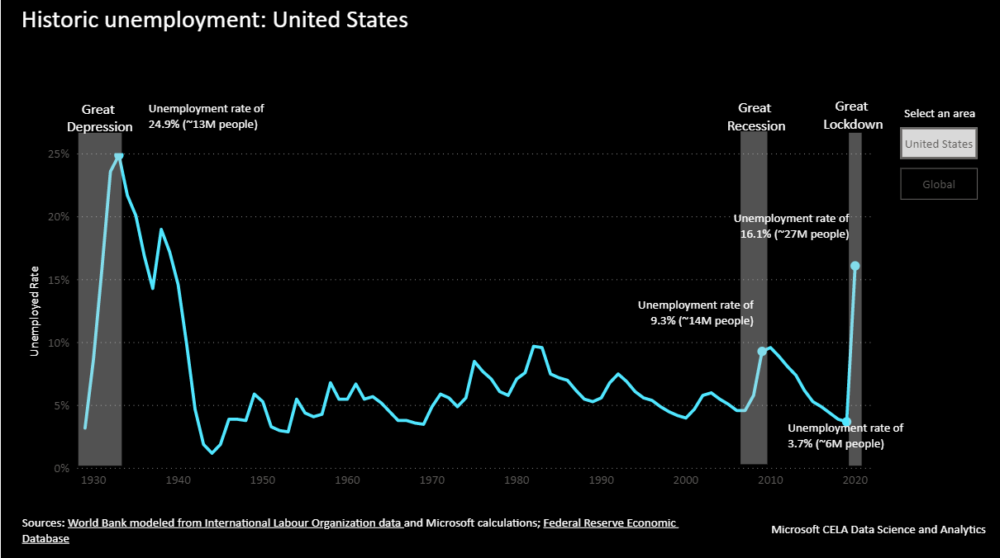 Historic unemployment: United States
Great
Depression
Unemployment rate of
24.9% (~13M people)
Great
Recession
Great
Lockdown
Select an area
United States
Global
25%
20%
15%
10%
5%
0%
Unemployed Rate
Unemployment rate of
16.1% (~27M people)
Unemployment rate of
9.3% (~14M people)
Unemployment rate of
3.7% (~6M people)
1930
1940
1950
1960
1970
1980
1990
2000
2010
2020
Sources: World Bank modeled from International Labour Organization data and Microsoft calculations; Federal Reserve Economic
Database
Microsoft CELA Data Science and Analytics